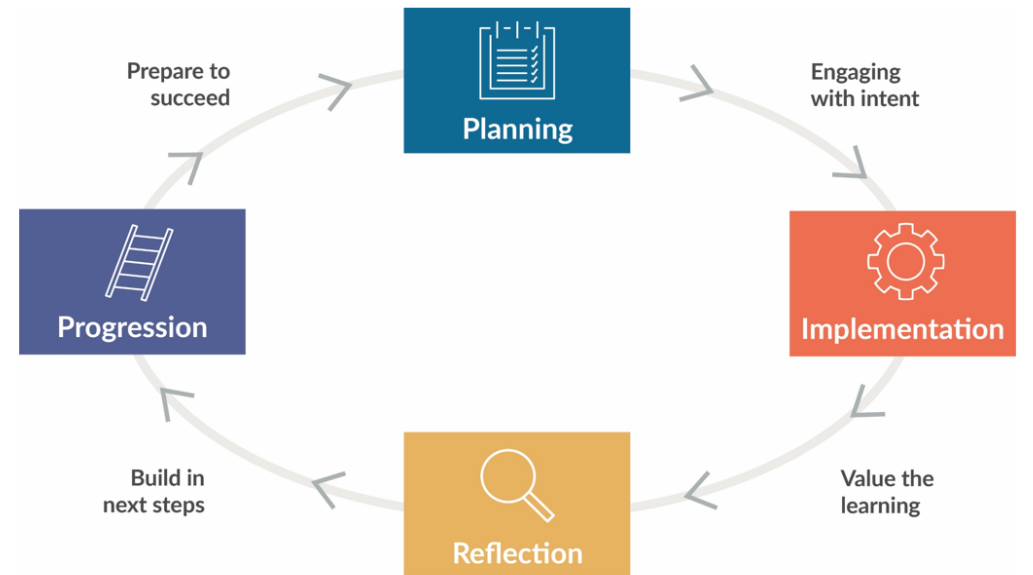 Prepare to
succeed
Planning
Engaging
with intent
Progression
Implementation
Build in
next steps
Reflection
Value the
learning